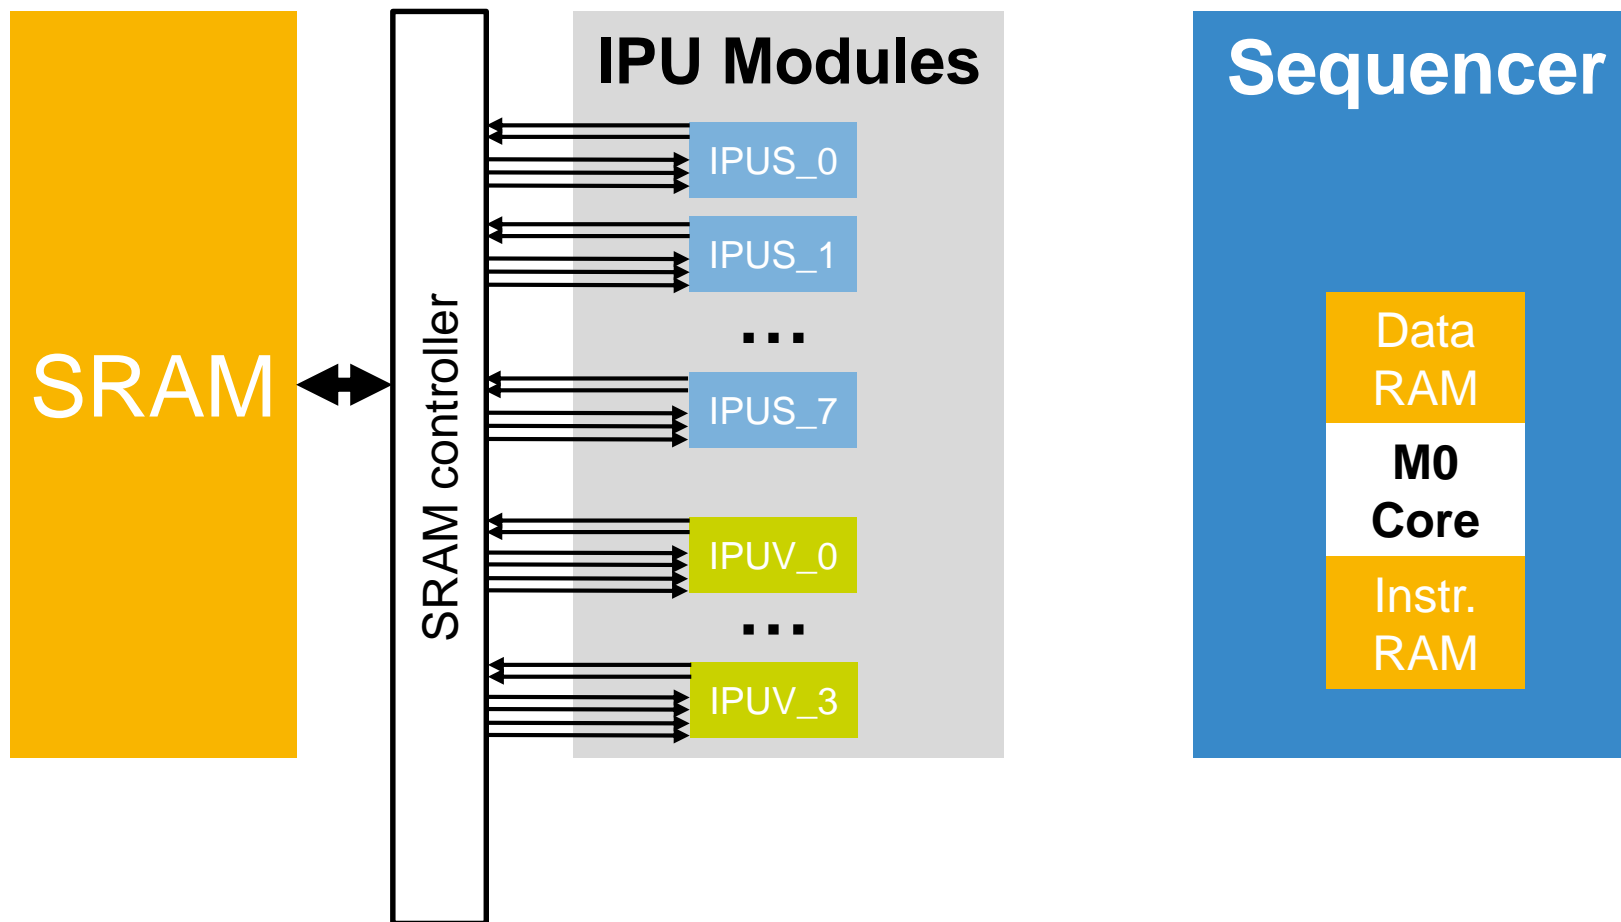 SRAM
SRAM controller
IPU Modules
IPUS_0
IPUS_1
...
IPUS_7
IPUV_0
...
IPUV_3
Sequencer
Data
RAM
M0
Core
Instr.
RAM